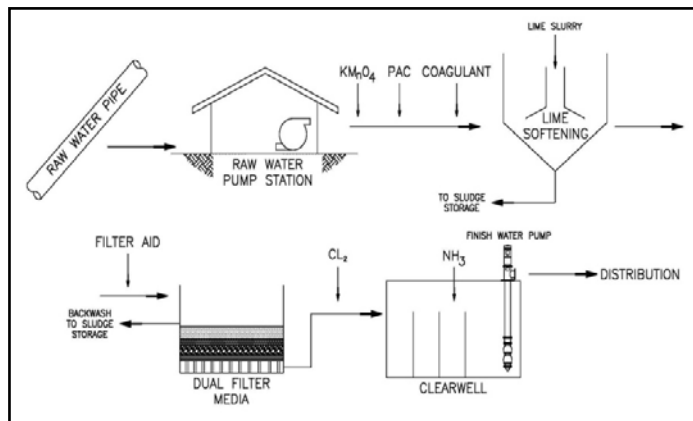 RAW WATER PIPE
RAW WATER
PUMP STATION
KMnO4 PAC COAGULANT
LIME SLURRY
LIME
SOFTENING
TO SLUDGE
STORAGE
FILTER AID
BACKWASH
TO SLUDGE
STORAGE
DUAL FILTER
MEDIA
CL2
NH3
FINISH WATER PUMP
DISTRIBUTION
CLEARWELL